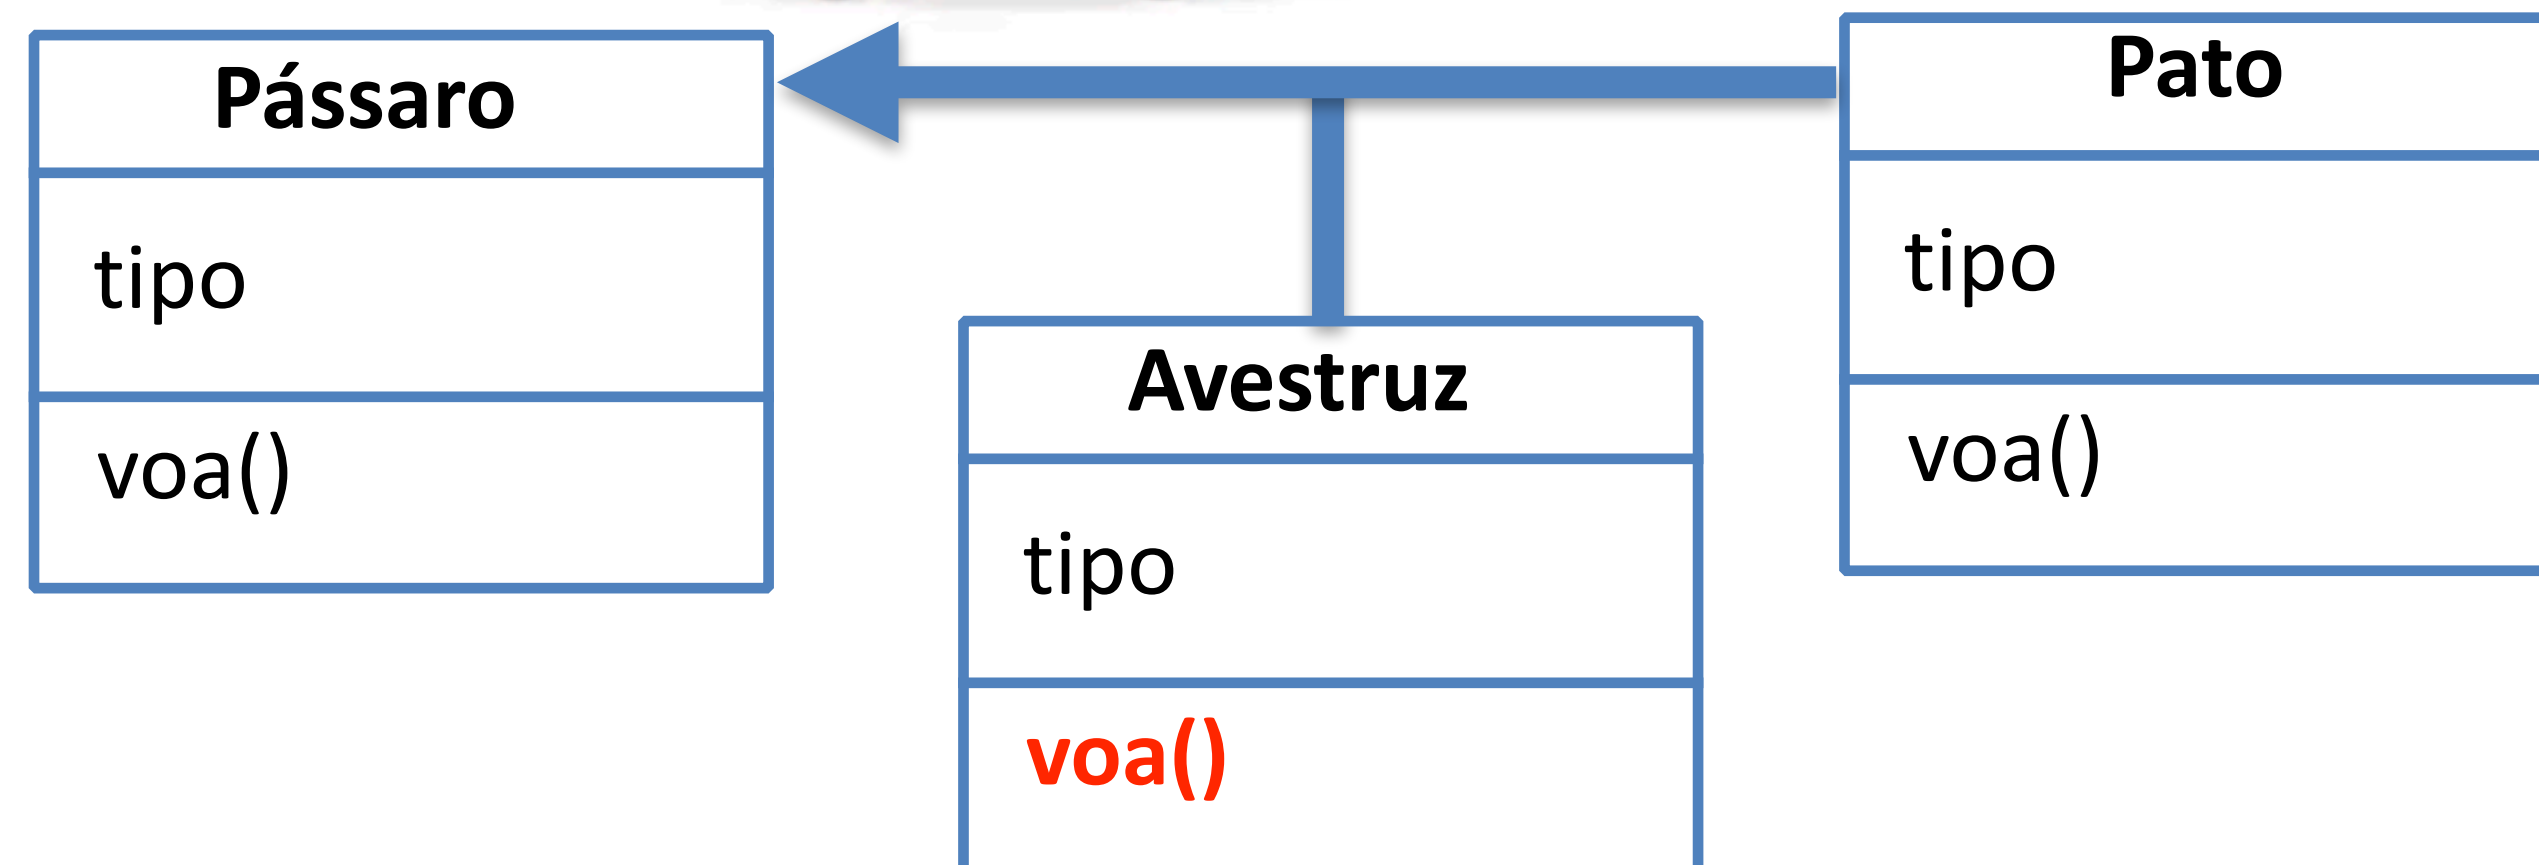 Pássaro
tipo
voa()
Avestruz
tipo
voa()
Pato
tipo
voa()